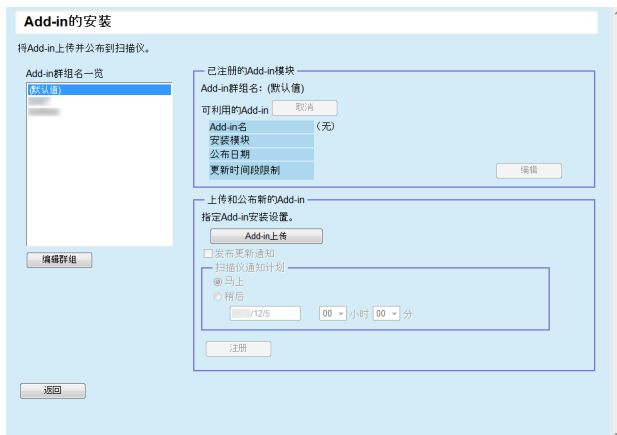 Add-in的安装
将Add-in上传并公布到扫描仪。
Add-in群组名一览
(默认值)
编辑群组
已注册的Add-in模块
Add-in群组名: (默认值)
可利用的Add-in 取消
Add-in名 (无)
安装模块
公布日期
更新时间段限制
编辑
上传和公布新的Add-in
指定Add-in安装设置。
Add-in上传
发布更新通知
扫描仪通知计划
马上
稍后
/12/5 00 小时 00 分
注册
返回